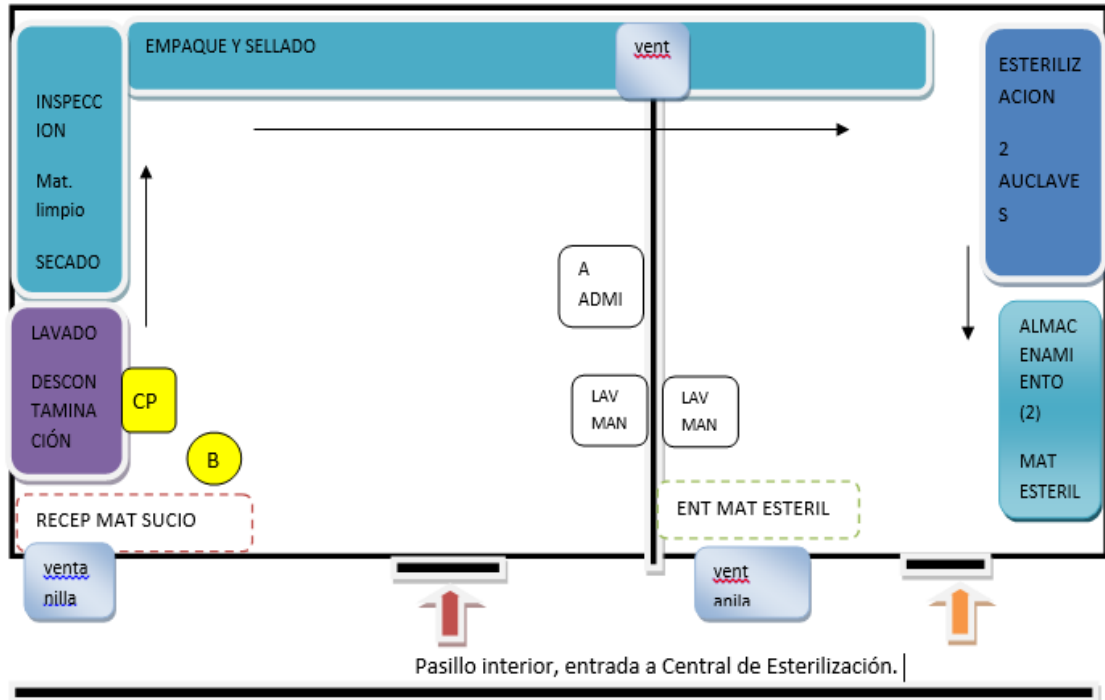 EMPAQUE Y SELLADO
vent
INSPECC
ION
Mat.
limpio
SECADO
ESTERILIZ
ACION
2
AUCLAVE
S
A
ADMI
LAVADO
DESCON
TAMINA
CIÓN
CP
B
LAV
MAN
LAV
MAN
ALMAC
ENAMI
ENTO
(2)
MAT
ESTERIL
RECEP MAT SUCIO
ENT MAT ESTERIL
venta
nilla
vent
anila
Pasillo interior, entrada a Central de Esterilización.